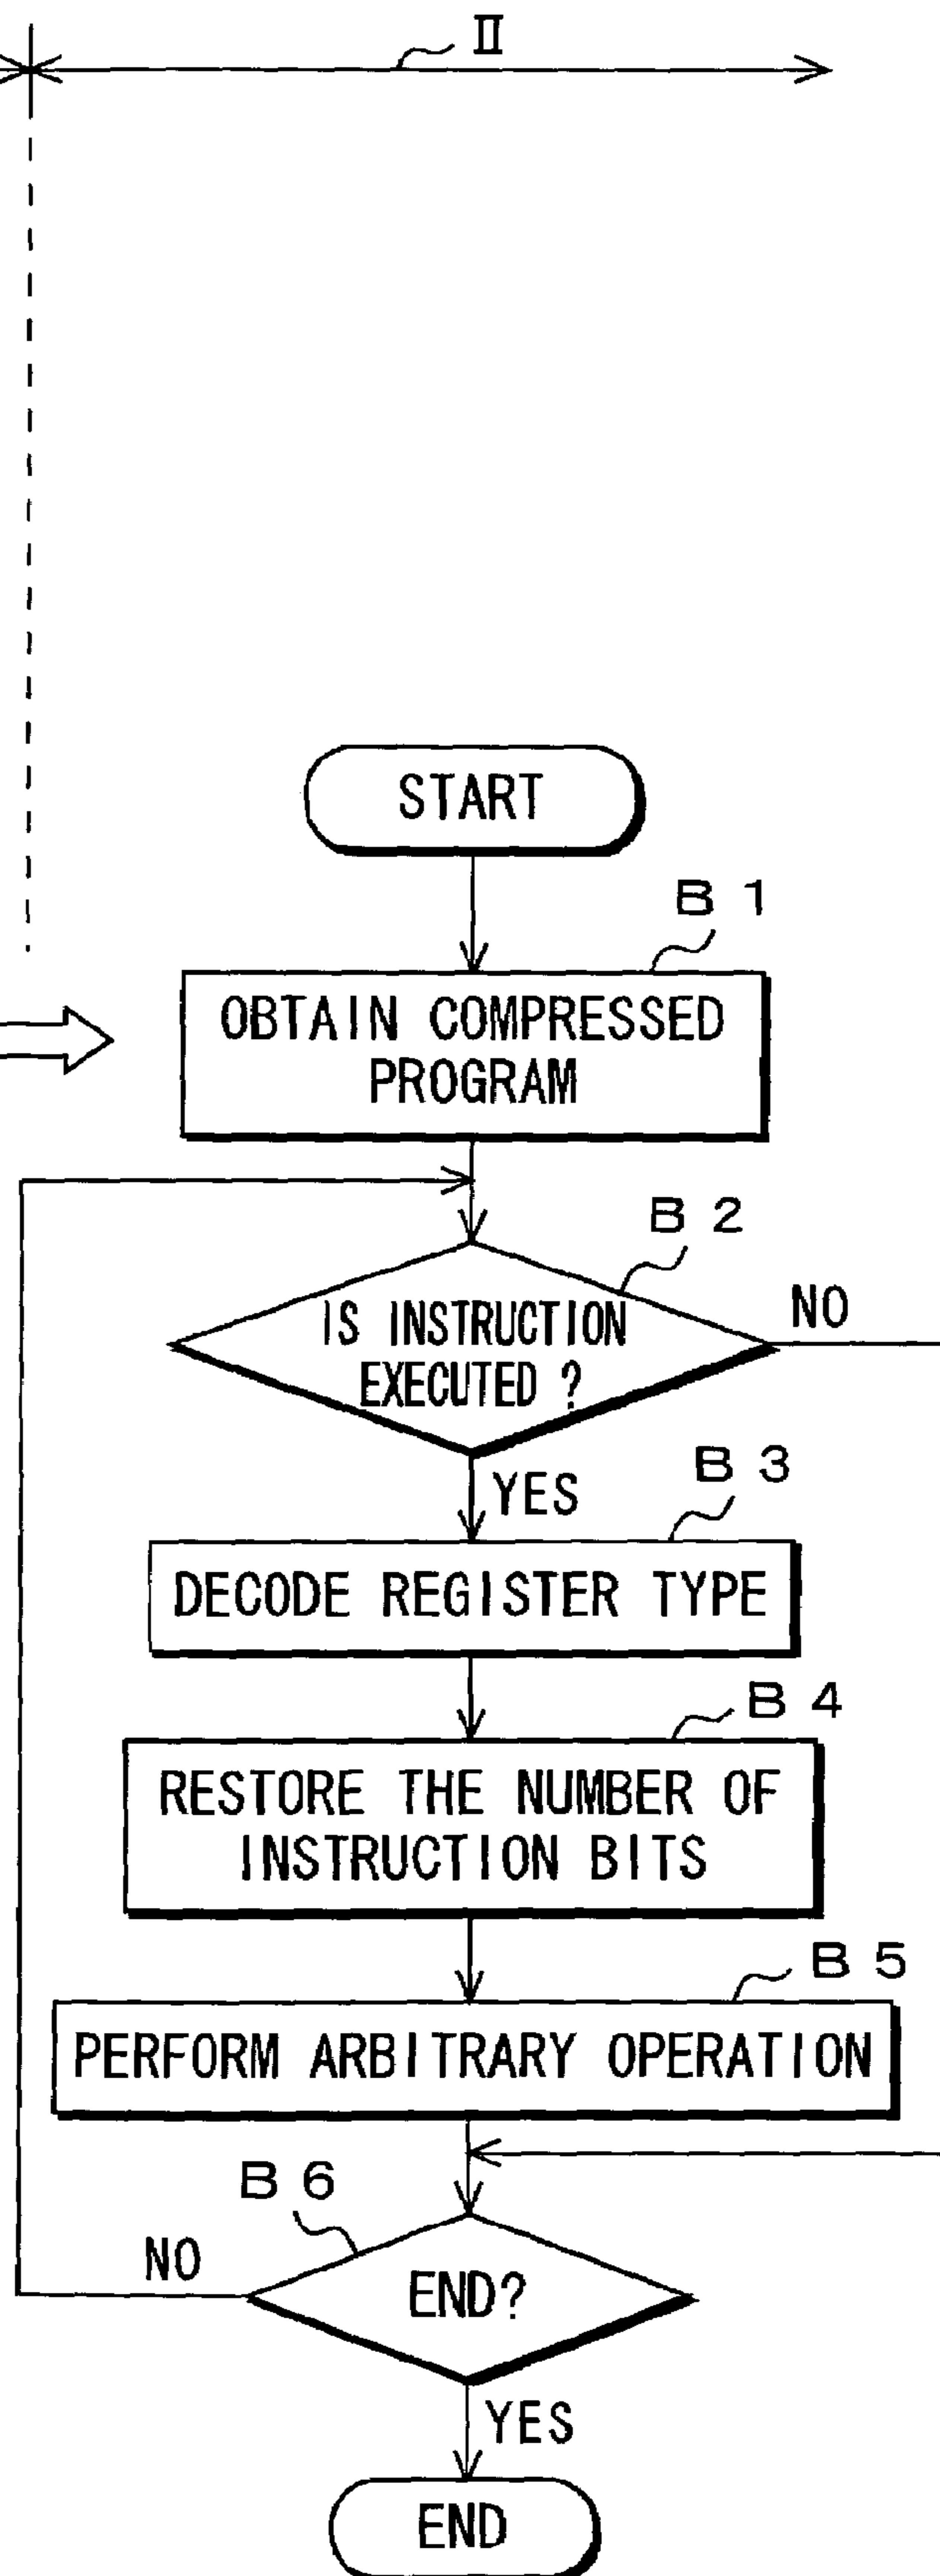 II
START
B 1
OBTAIN COMPRESSED
PROGRAM
B 2
IS INSTRUCTION
EXECUTED ?
NO
YES
B 3
DECODE REGISTER TYPE
B 4
RESTORE THE NUMBER OF
INSTRUCTION BITS
B 5
PERFORM ARBITRARY OPERATION
B 6
NO
END?
YES
END